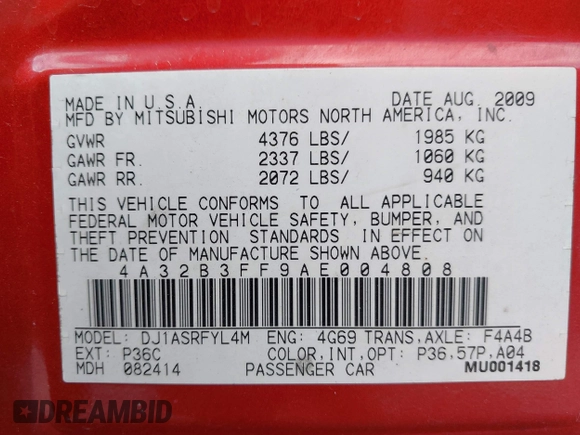 MADE IN U.S.A. DATE AUG. 2009
MFD BY MITSUBISHI MOTORS NORTH AMERICA, INC.
GVWR 4376 LBS/ 1985 KG
GAWR FR. 2337 LBS/ 1060 KG
GAWR RR. 2072 LBS/ 940 KG
THIS VEHICLE CONFORMS TO ALL APPLICABLE
FEDERAL MOTOR VEHICLE SAFETY, BUMPER, AND
THEFT PREVENTION STANDARDS IN EFFECT ON
THE DATE OF MANUFACTURE SHOWN ABOVE.
4A32B3FF9AE004808
MODEL: DJ1ASRFYL4M ENG: 4G69 TRANS,AXLE: F4A4B
EXT: P36C COLOR,INT,OPT: P36,57P,A04
MDH 082414 PASSENGER CAR MU001418
DREAMBID